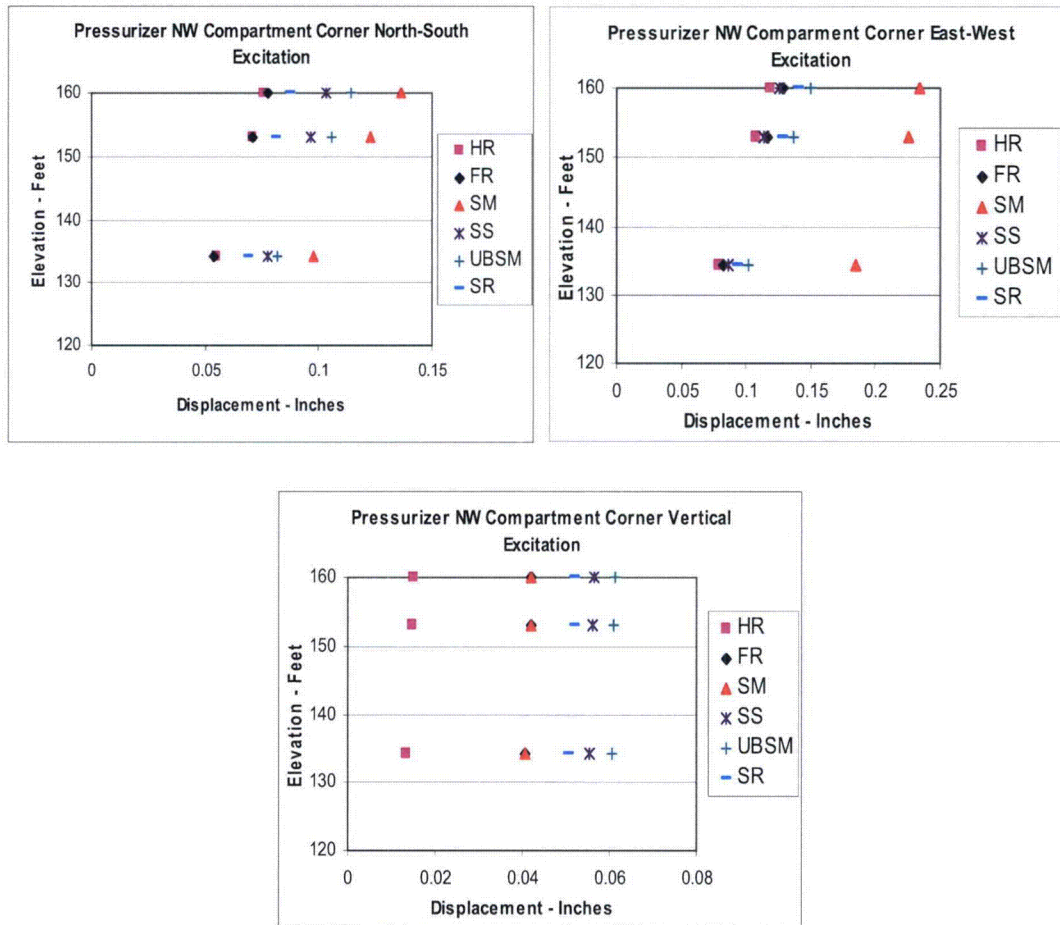 Pressurizer NW Compartment Corner North-South
Excitation
Elevation - Feet
160
150
140
130
120
0
0.05
0.1
0.15
Displacement - Inches
HR
FR
SM
SS
UBSM
SR
Pressurizer NW Comparment Corner East-West
Excitation
Elevation - Feet
160
150
140
130
120
0
0.05
0.1
0.15
0.2
0.25
Displacement - Inches
HR
FR
SM
SS
UBSM
SR
Pressurizer NW Compartment Corner Vertical
Excitation
Elevation - Feet
160
150
140
130
120
0
0.02
0.04
0.06
0.08
Displacement - Inches
HR
FR
SM
SS
UBSM
SR